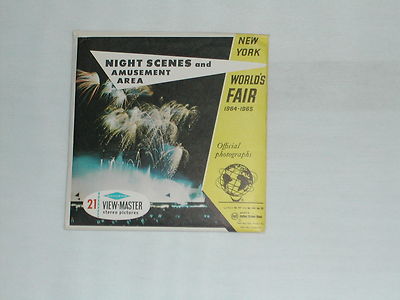 NEW
YORK
NIGHT SCENES and
AMUSEMENT
AREA
WORLD'S
FAIR
1964-1965
Official
photographs
21
VIEW-MASTER
stereo pictures